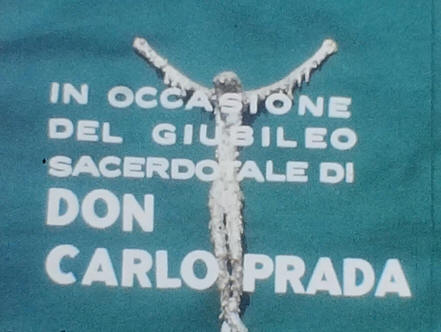 IN OCCASIONE
DEL GIUBILEO
SACERDOTALE DI
DON
CARLO PRADA